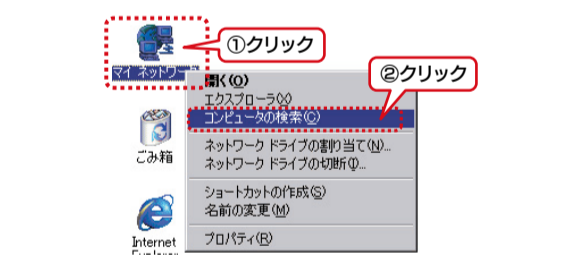 ①クリック
マイ ネットワー
②クリック
開く(O)
エクスプローラ(X)
コンピュータの検索(C)
ネットワーク ドライブの割り当て(N)...
ネットワーク ドライブの切断(D)...
ごみ箱
ショートカットの作成(S)
名前の変更(M)
プロパティ(R)
Internet
Explorer